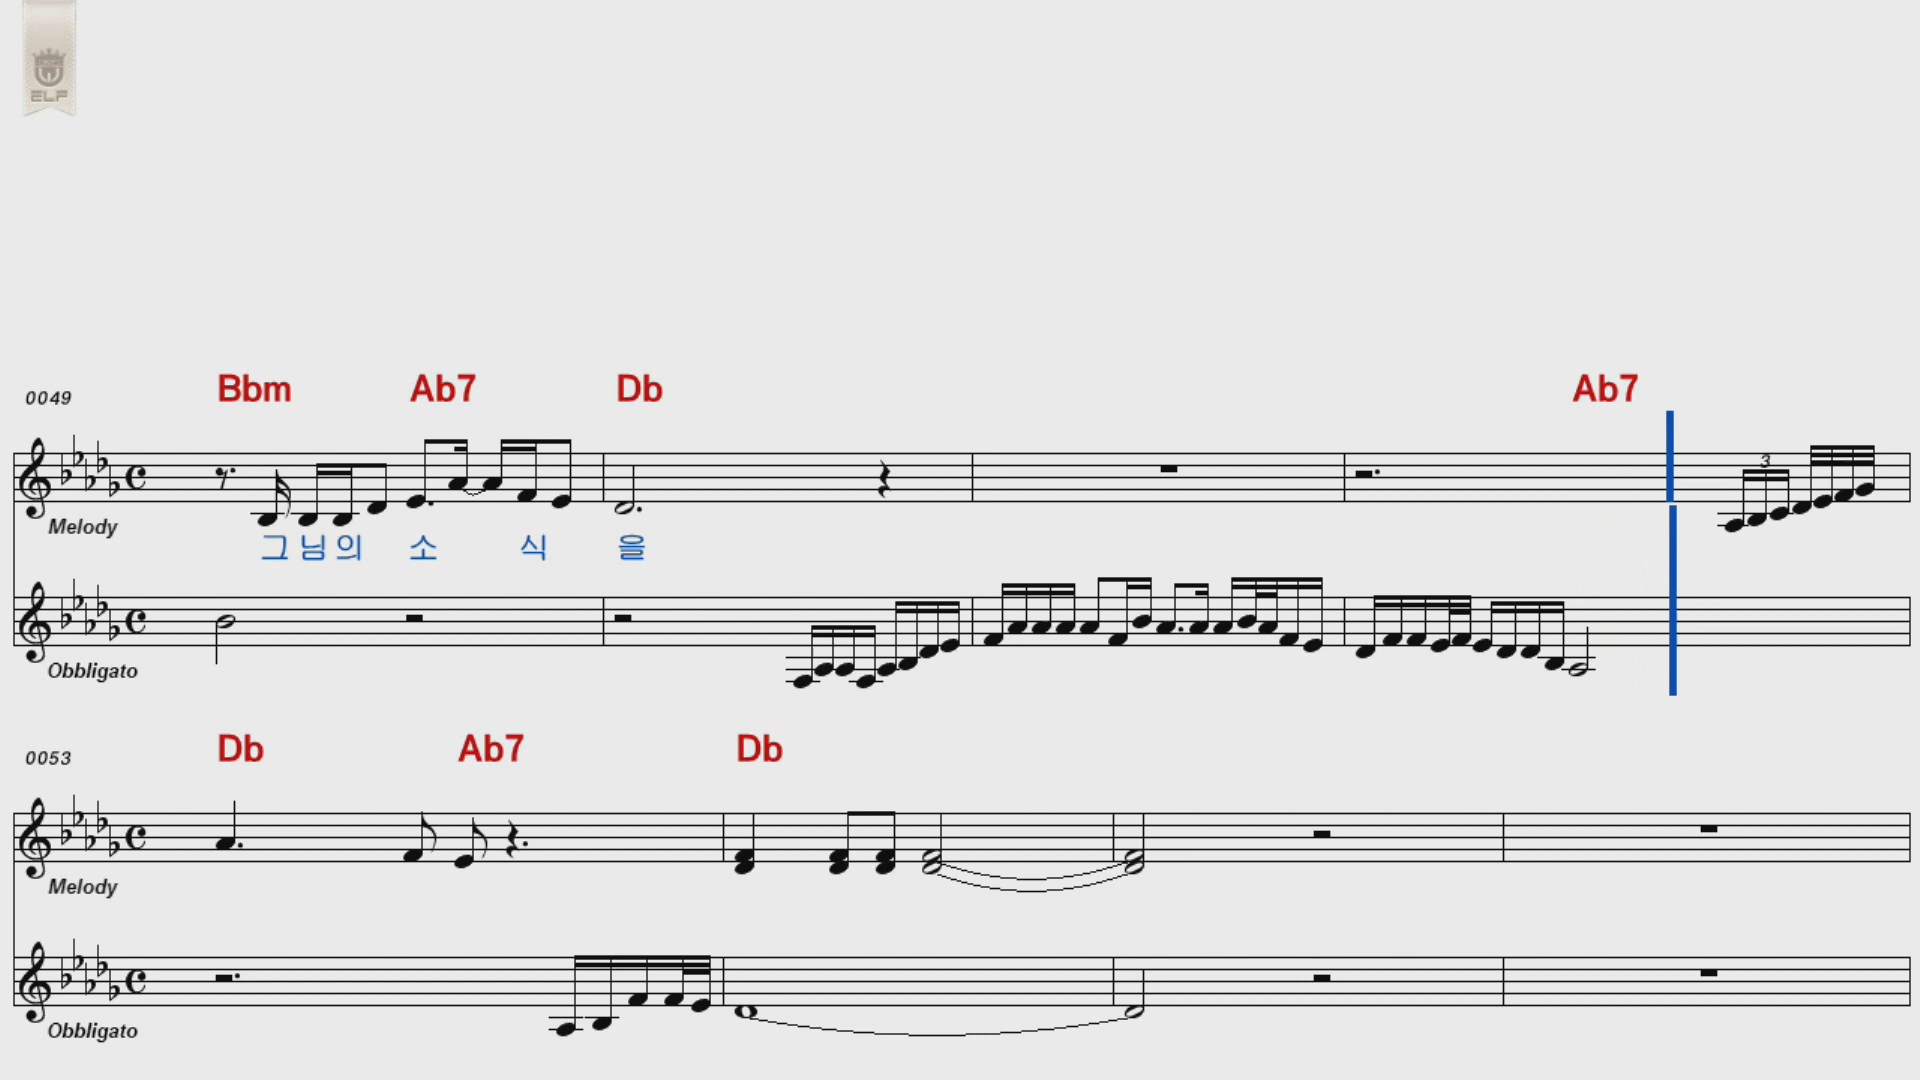 ELF
0049 Bbm Ab7 Db Ab7
3
Melody
그 님 의 소 식 을
Obbligato
0053 Db Ab7 Db
Melody
Obbligato